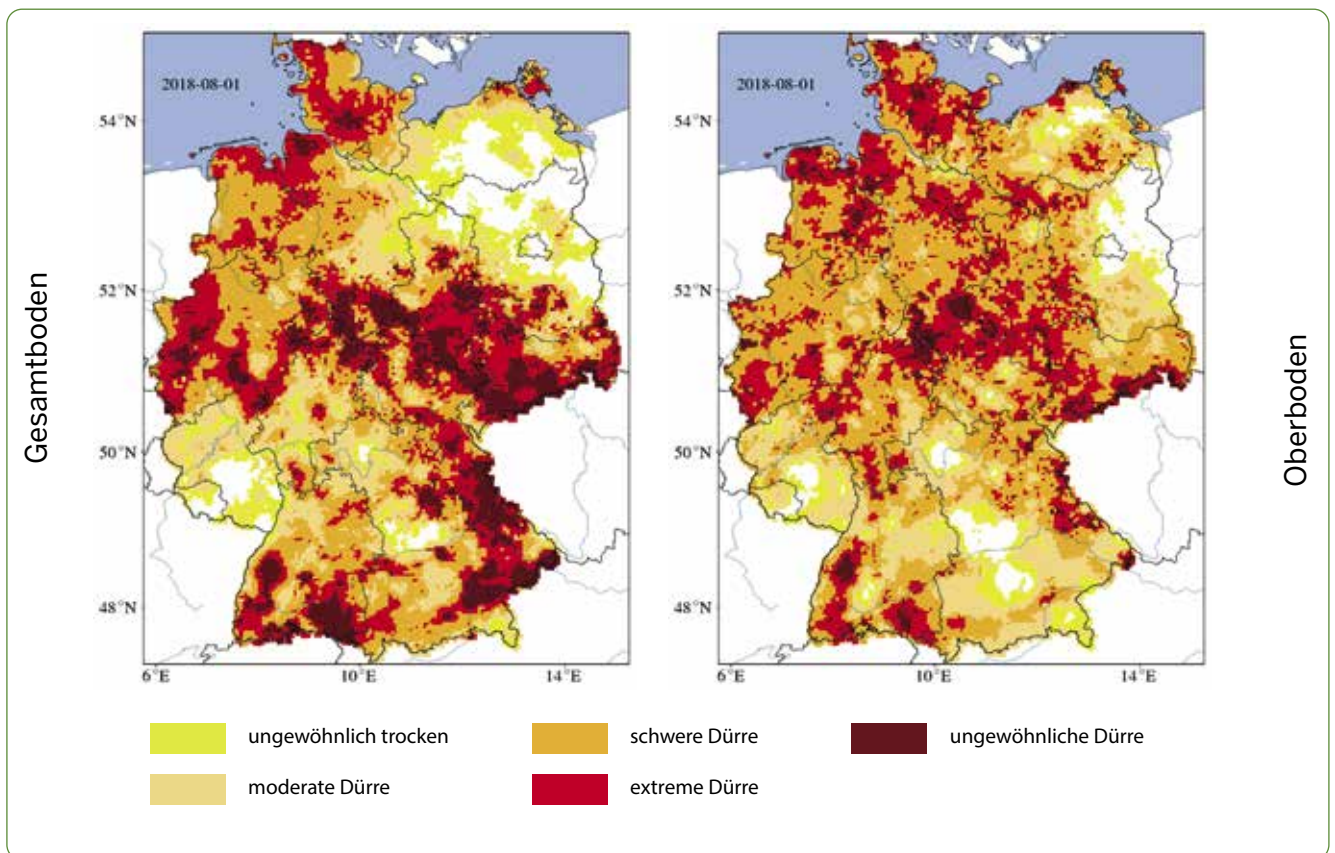 Gesamtboden
2018-08-01
54°N
52°N
50°N
48°N
6°E
10°E
14°E
2018-08-01
54°N
52°N
50°N
48°N
6°E
10°E
14°E
Oberboden
ungewöhnlich trocken
schwere Dürre
ungewöhnliche Dürre
moderate Dürre
extreme Dürre